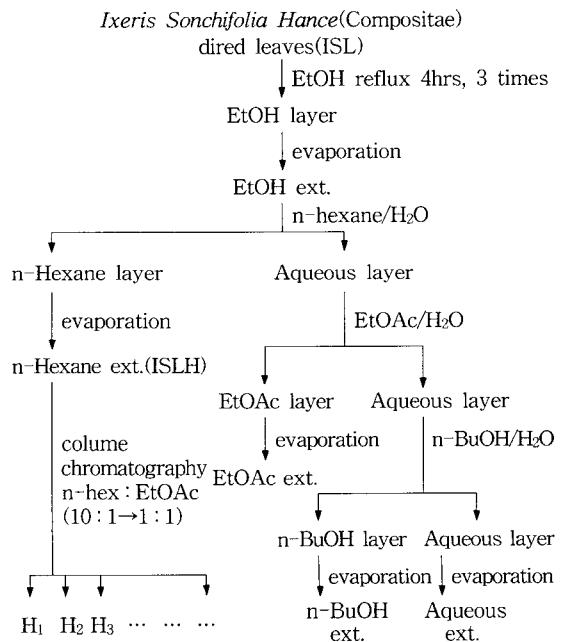 Ixeris Sonchifolia Hance(Compositae)
dired leaves(ISL)
EtOH reflux 4hrs, 3 times
EtOH layer
evaporation
EtOH ext.
n-hexane/H₂O
n-Hexane layer
Aqueous layer
evaporation
EtOAc/H₂O
n-Hexane ext.(ISLH)
EtOAc layer
Aqueous layer
evaporation
n-BuOH/H₂O
EtOAc ext.
colume
chromatography
n-hex : EtOAc
(10 : 1→1 : 1)
n-BuOH layer
Aqueous layer
evaporation
evaporation
n-BuOH
ext.
Aqueous
ext.
H₁ H₂ H₃ ⋯ ⋯ ⋯